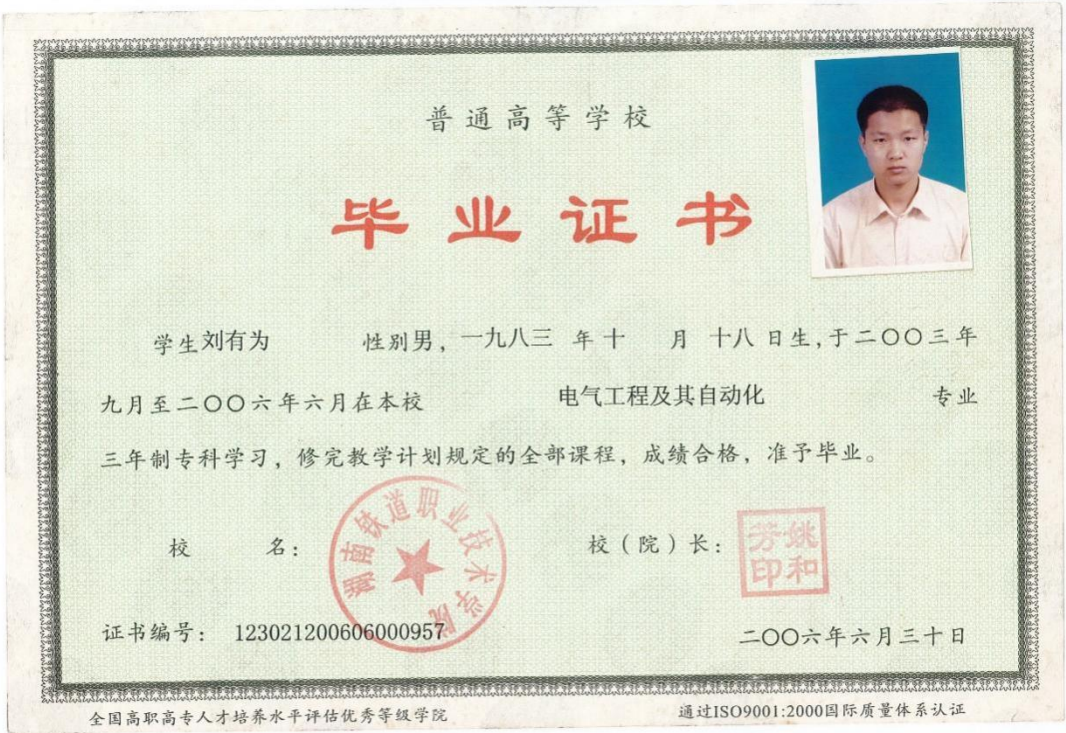 普通高等学校
毕业证书
学生刘有为 性别男，一九八三 年十 月 十八 日生，于二〇〇三年
九月至二〇〇六年六月在本校 电气工程及其自动化 专业
三年制专科学习，修完教学计划规定的全部课程，成绩合格，准予毕业。
校 名：
湖南铁道职业技术学院
校（院）长：
姚和
芳印
证书编号： 123021200606000957
二〇〇六年六月三十日
全国高职高专人才培养水平评估优秀等级学院
通过ISO9001:2000国际质量体系认证